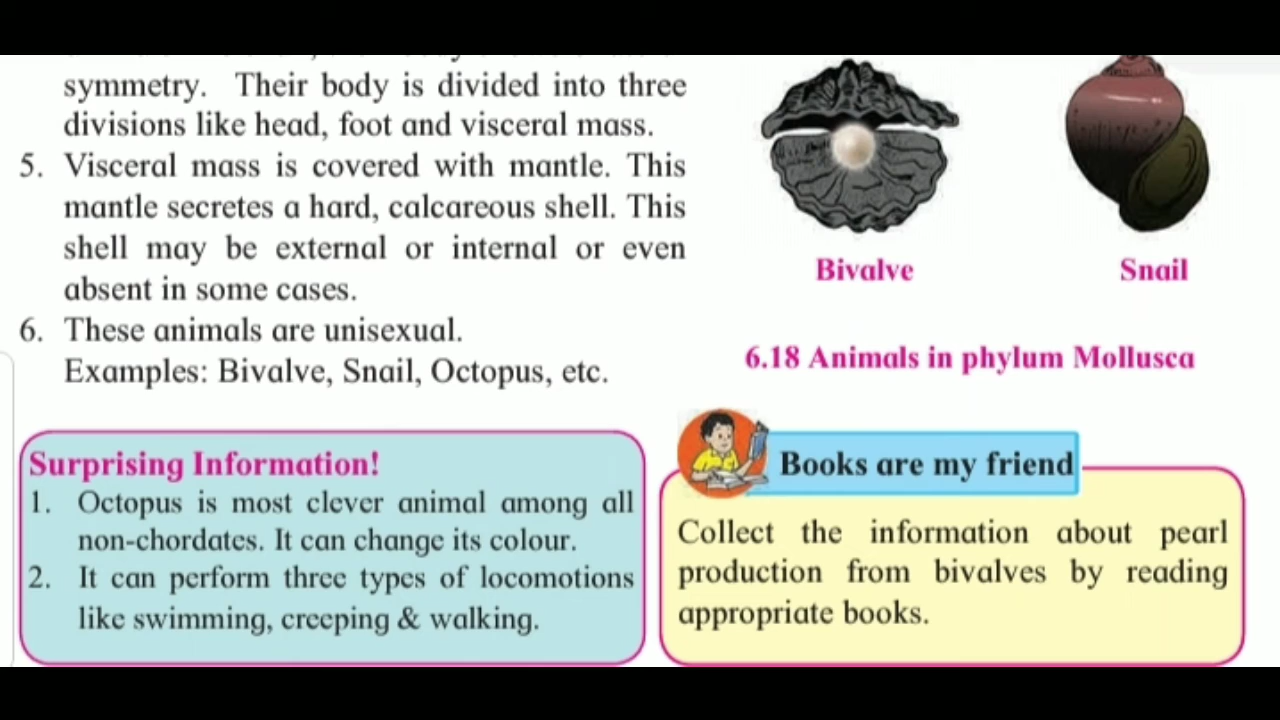 symmetry. Their body is divided into three
divisions like head, foot and visceral mass.
5. Visceral mass is covered with mantle. This
mantle secretes a hard, calcareous shell. This
shell may be external or internal or even
absent in some cases.
6. These animals are unisexual.
Examples: Bivalve, Snail, Octopus, etc.
Bivalve
Snail
6.18 Animals in phylum Mollusca
Surprising Information!
1. Octopus is most clever animal among all
non-chordates. It can change its colour.
2. It can perform three types of locomotions
like swimming, creeping & walking.
Books are my friend
Collect the information about pearl
production from bivalves by reading
appropriate books.